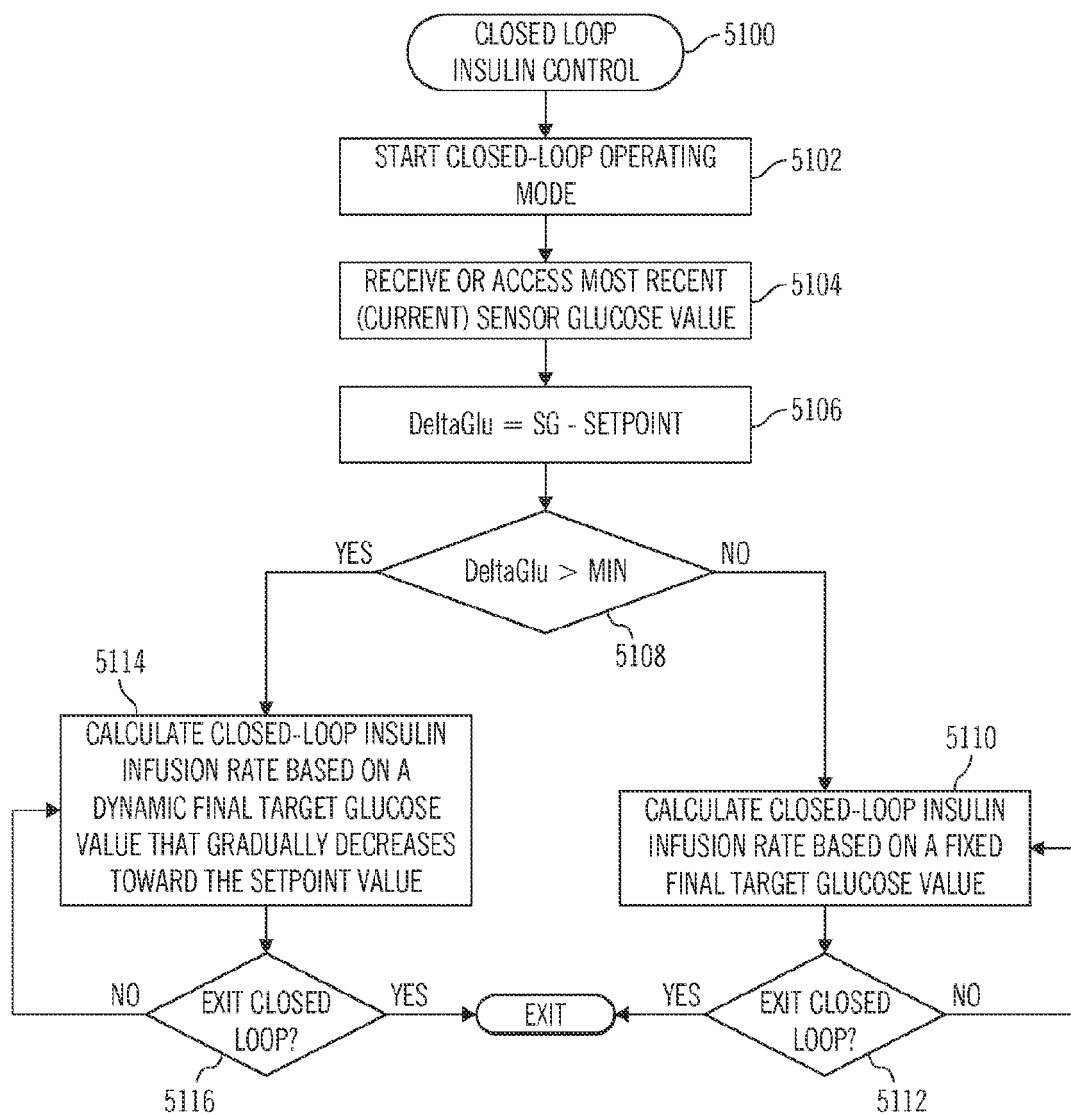 CLOSED LOOP
INSULIN CONTROL
5100
START CLOSED-LOOP OPERATING
MODE
5102
RECEIVE OR ACCESS MOST RECENT
(CURRENT) SENSOR GLUCOSE VALUE
5104
DeltaGlu = SG - SETPOINT
5106
YES
DeltaGlu > MIN
NO
5108
5114
CALCULATE CLOSED-LOOP INSULIN
INFUSION RATE BASED ON A
DYNAMIC FINAL TARGET GLUCOSE
VALUE THAT GRADUALLY DECREASES
TOWARD THE SETPOINT VALUE
5110
CALCULATE CLOSED-LOOP INSULIN
INFUSION RATE BASED ON A FIXED
FINAL TARGET GLUCOSE VALUE
NO
EXIT CLOSED
LOOP?
YES
5116
EXIT
YES
EXIT CLOSED
LOOP?
NO
5112